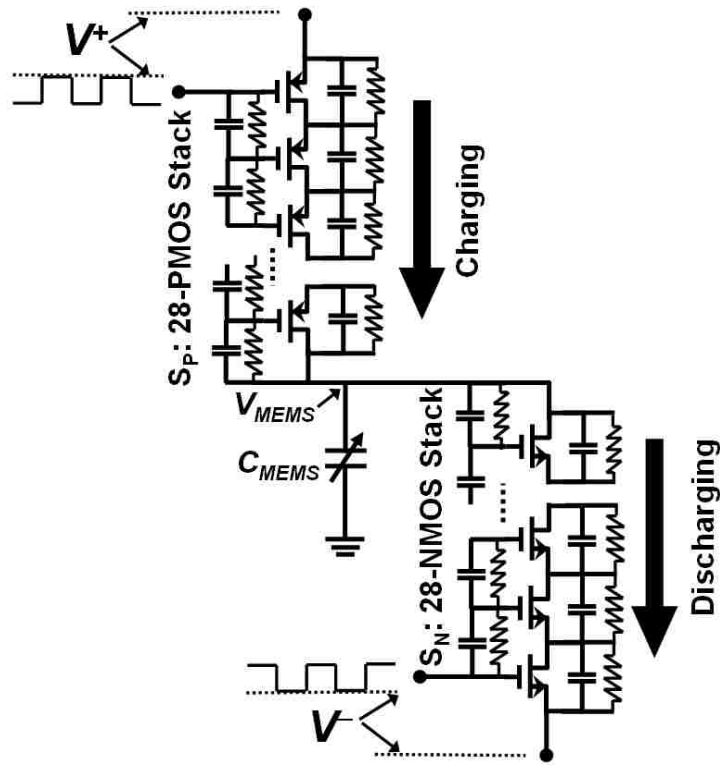 V+
Charging
SP: 28-PMOS Stack
VMEMS
CMEMS
SN: 28-NMOS Stack
Discharging
V−